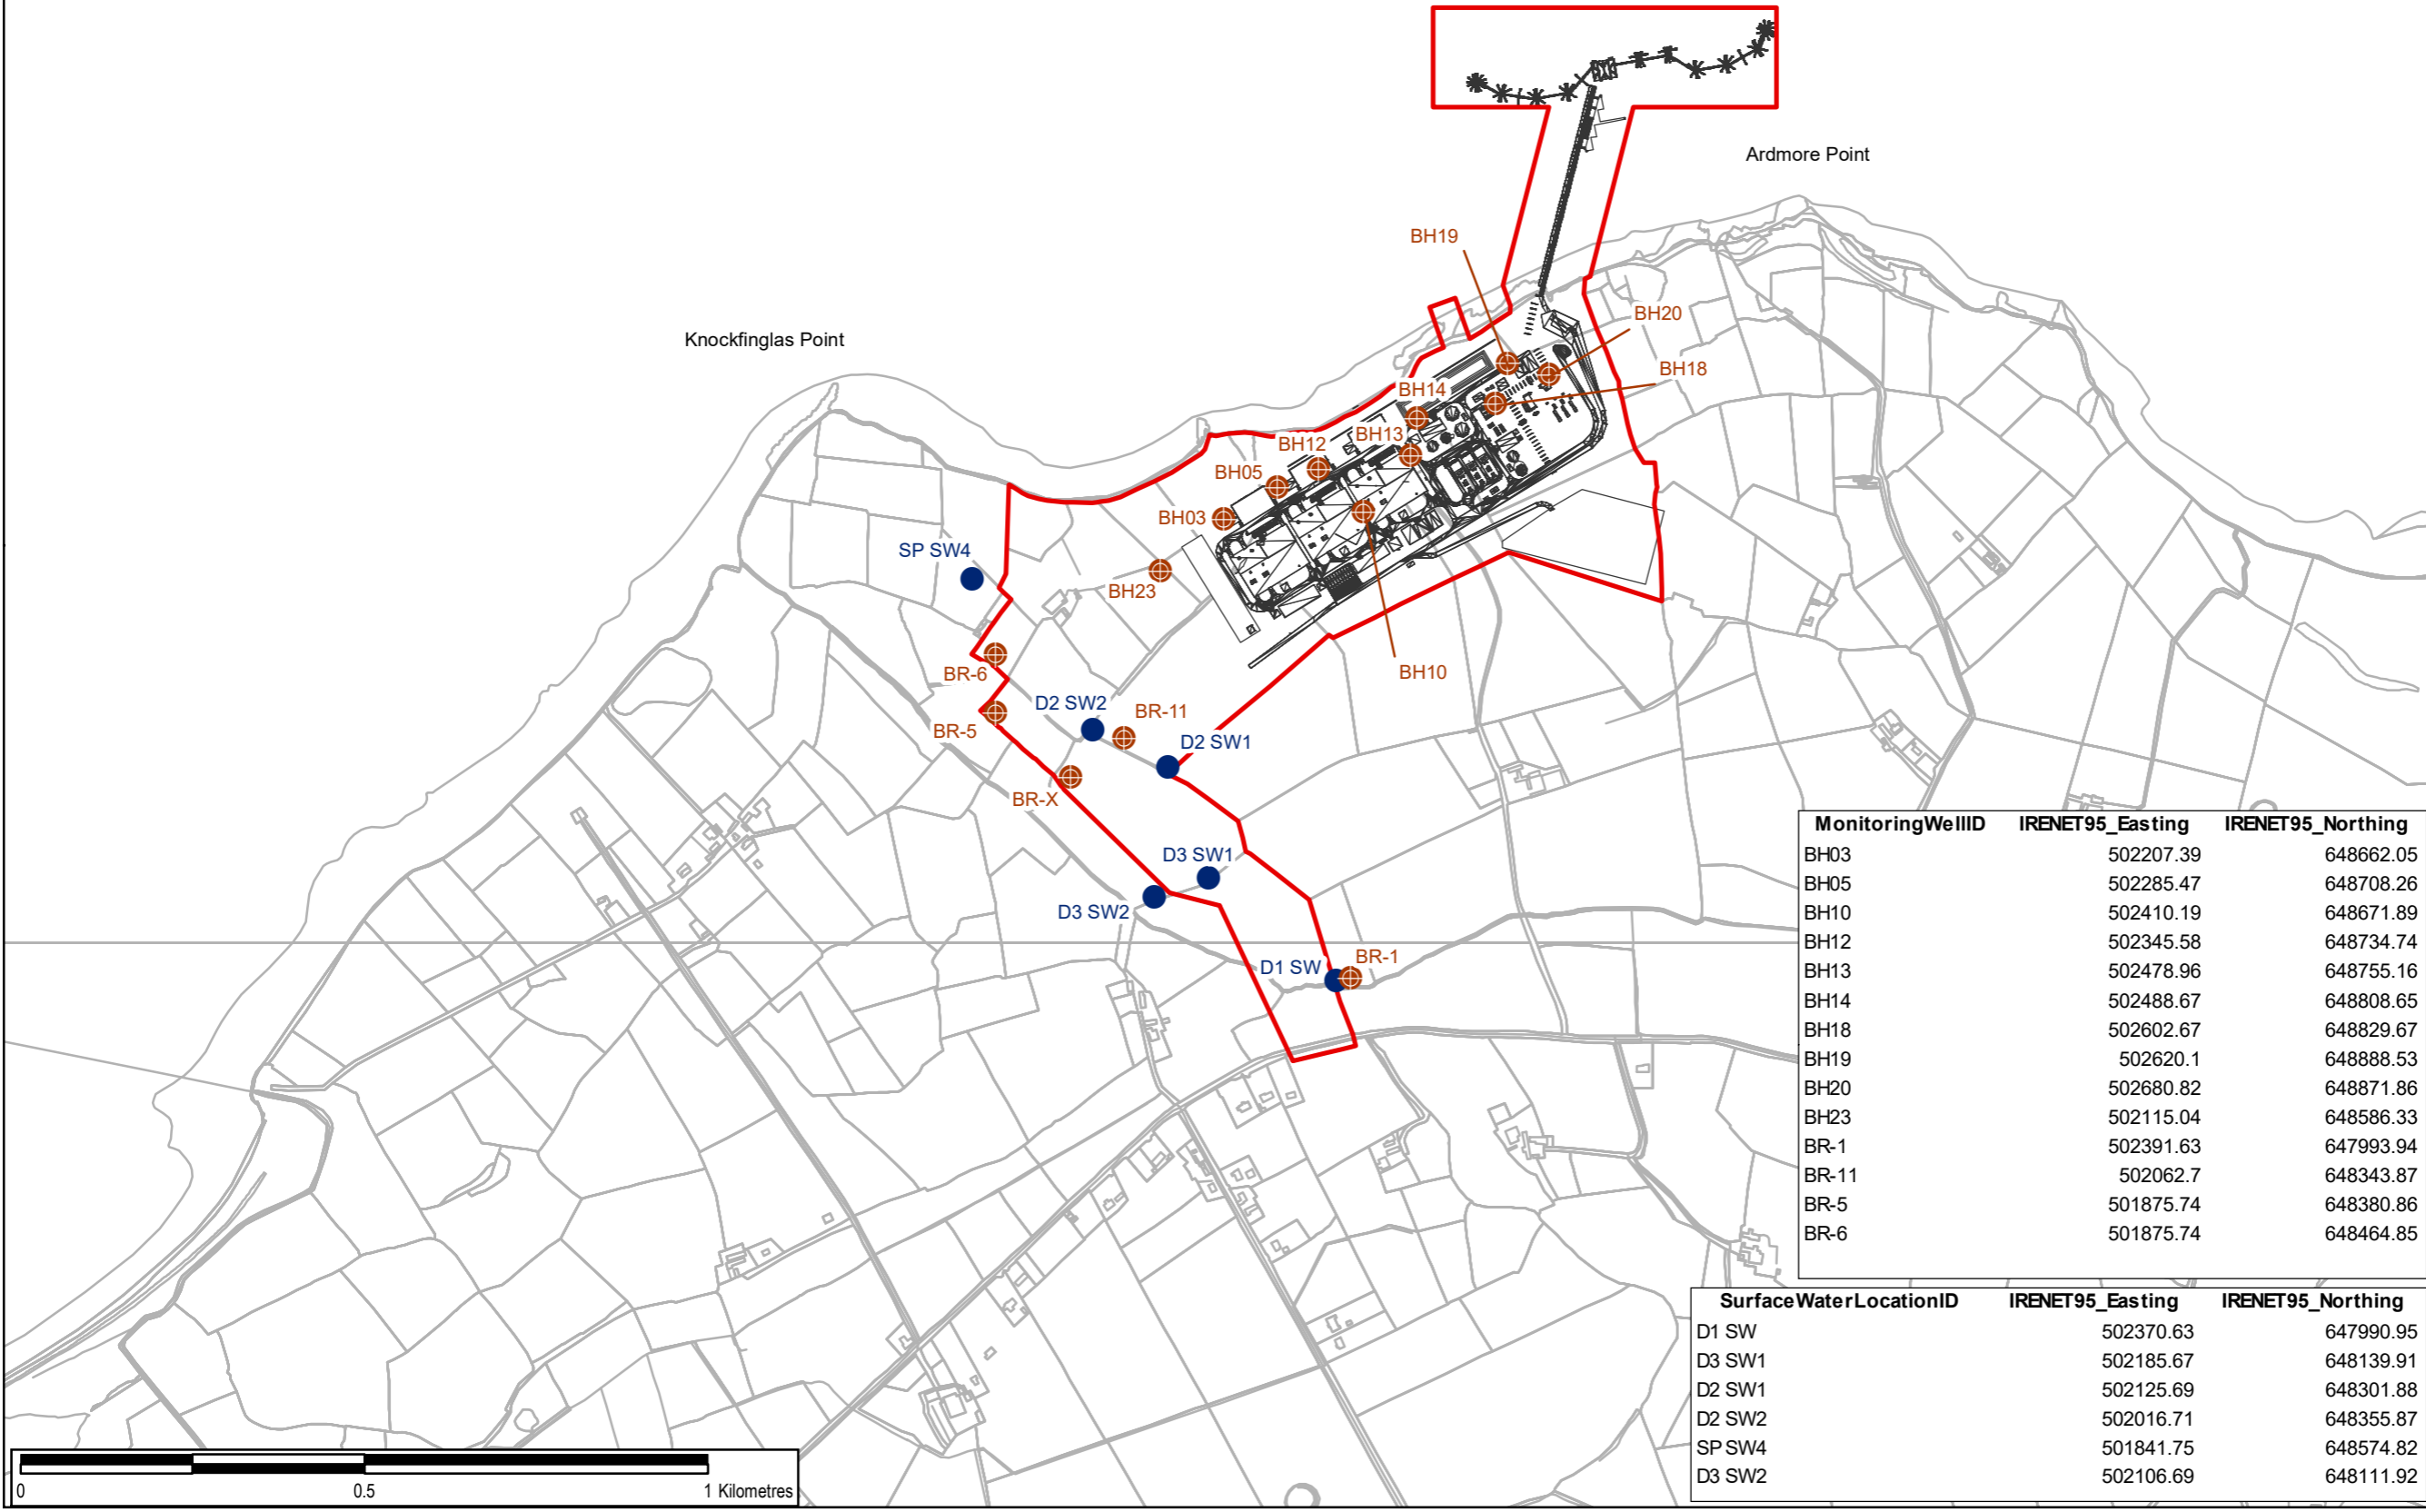 Ardmore Point
BH19
BH20
Knockfinglas Point
BH18
BH14
BH13
BH12
BH05
BH03
SP SW4
BH23
BR-6
BH10
D2 SW2
BR-11
BR-5
D2 SW1
BR-X
D3 SW1
D3 SW2
D1 SW
BR-1
MonitoringWellID IRENET95_Easting IRENET95_Northing
BH03 502207.39 648662.05
BH05 502285.47 648708.26
BH10 502410.19 648671.89
BH12 502345.58 648734.74
BH13 502478.96 648755.16
BH14 502488.67 648808.65
BH18 502602.67 648829.67
BH19 502620.1 648888.53
BH20 502680.82 648871.86
BH23 502115.04 648586.33
BR-1 502391.63 647993.94
BR-11 502062.7 648343.87
BR-5 501875.74 648380.86
BR-6 501875.74 648464.85
SurfaceWaterLocationID IRENET95_Easting IRENET95_Northing
D1 SW 502370.63 647990.95
D3 SW1 502185.67 648139.91
D2 SW1 502125.69 648301.88
D2 SW2 502016.71 648355.87
SP SW4 501841.75 648574.82
D3 SW2 502106.69 648111.92
0 0.5 1 Kilometres